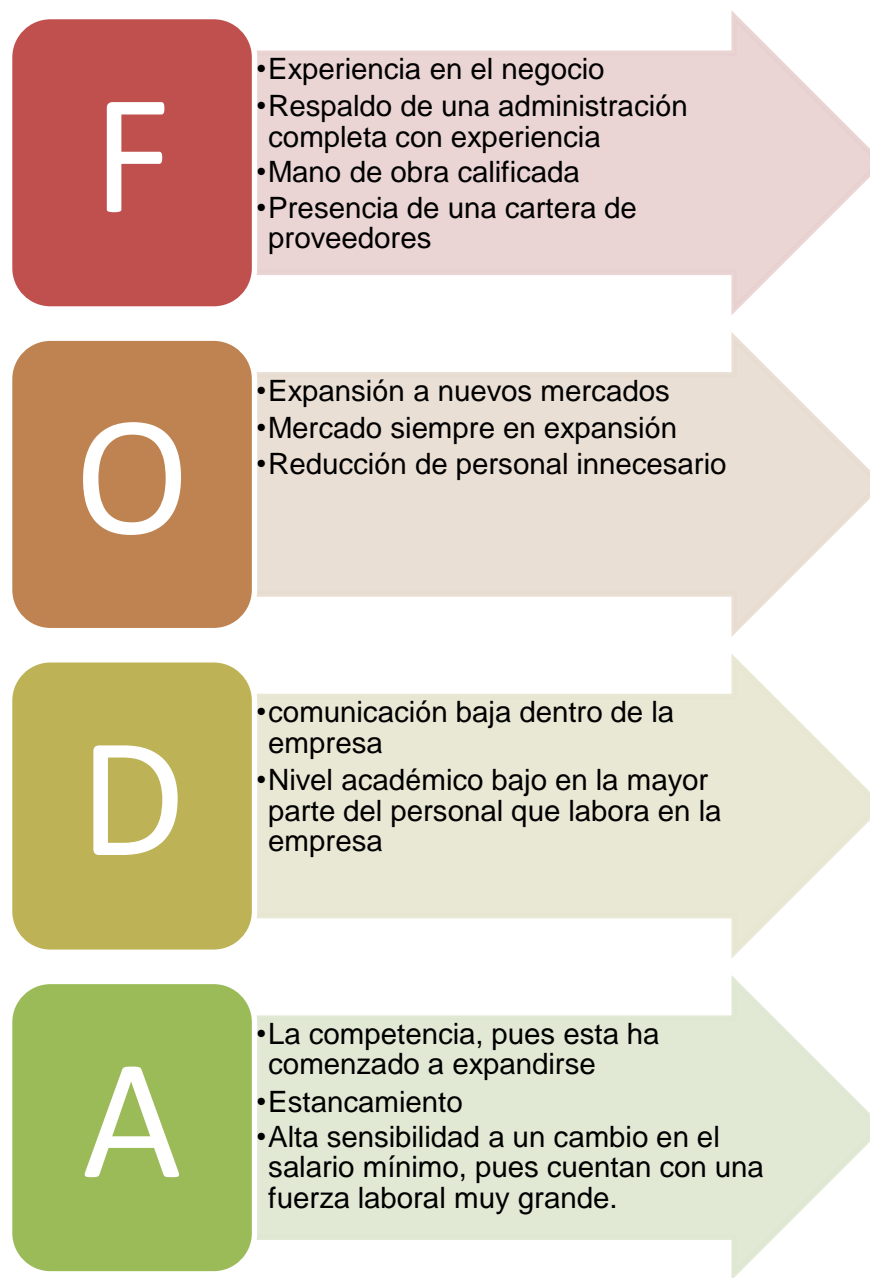 F
•Experiencia en el negocio
•Respaldo de una administración
completa con experiencia
•Mano de obra calificada
•Presencia de una cartera de
proveedores
O
•Expansión a nuevos mercados
•Mercado siempre en expansión
•Reducción de personal innecesario
D
•comunicación baja dentro de la
empresa
•Nivel académico bajo en la mayor
parte del personal que labora en la
empresa
A
•La competencia, pues esta ha
comenzado a expandirse
•Estancamiento
•Alta sensibilidad a un cambio en el
salario mínimo, pues cuentan con una
fuerza laboral muy grande.